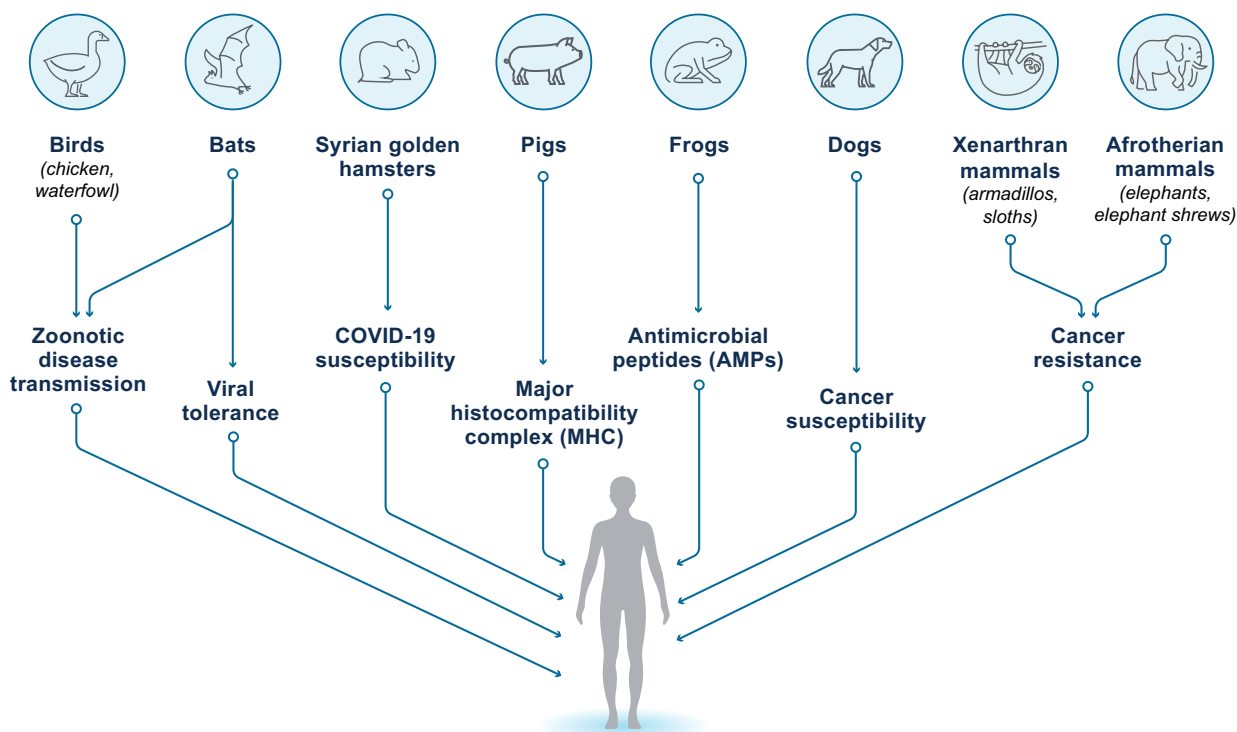 Birds
(chicken,
waterfowl)
Bats
Syrian golden
hamsters
Pigs
Frogs
Dogs
Xenarthran
mammals
(armadillos,
sloths)
Afrotherian
mammals
(elephants,
elephant shrews)
Zoonotic
disease
transmission
Viral
tolerance
COVID-19
susceptibility
Major
histocompatibility
complex (MHC)
Antimicrobial
peptides (AMPs)
Cancer
susceptibility
Cancer
resistance